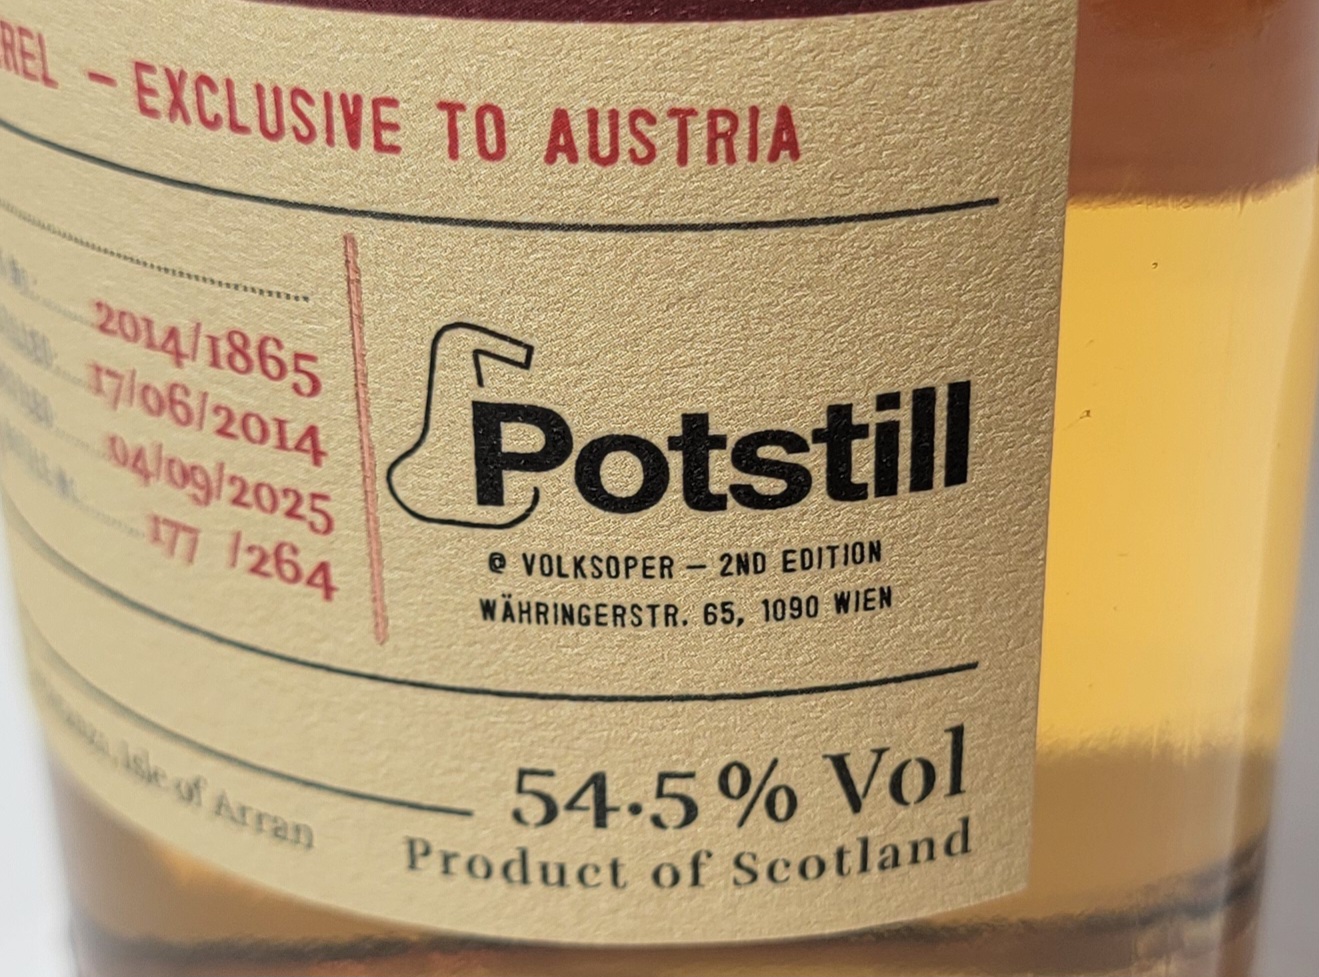 – EXCLUSIVE TO AUSTRIA
2014/1865
17/06/2014
04/09/2025
177 /264
Potstill
@ VOLKSOPER – 2ND EDITION
WÄHRINGERSTR. 65, 1090 WIEN
54.5% Vol
Isle of Arran
Product of Scotland